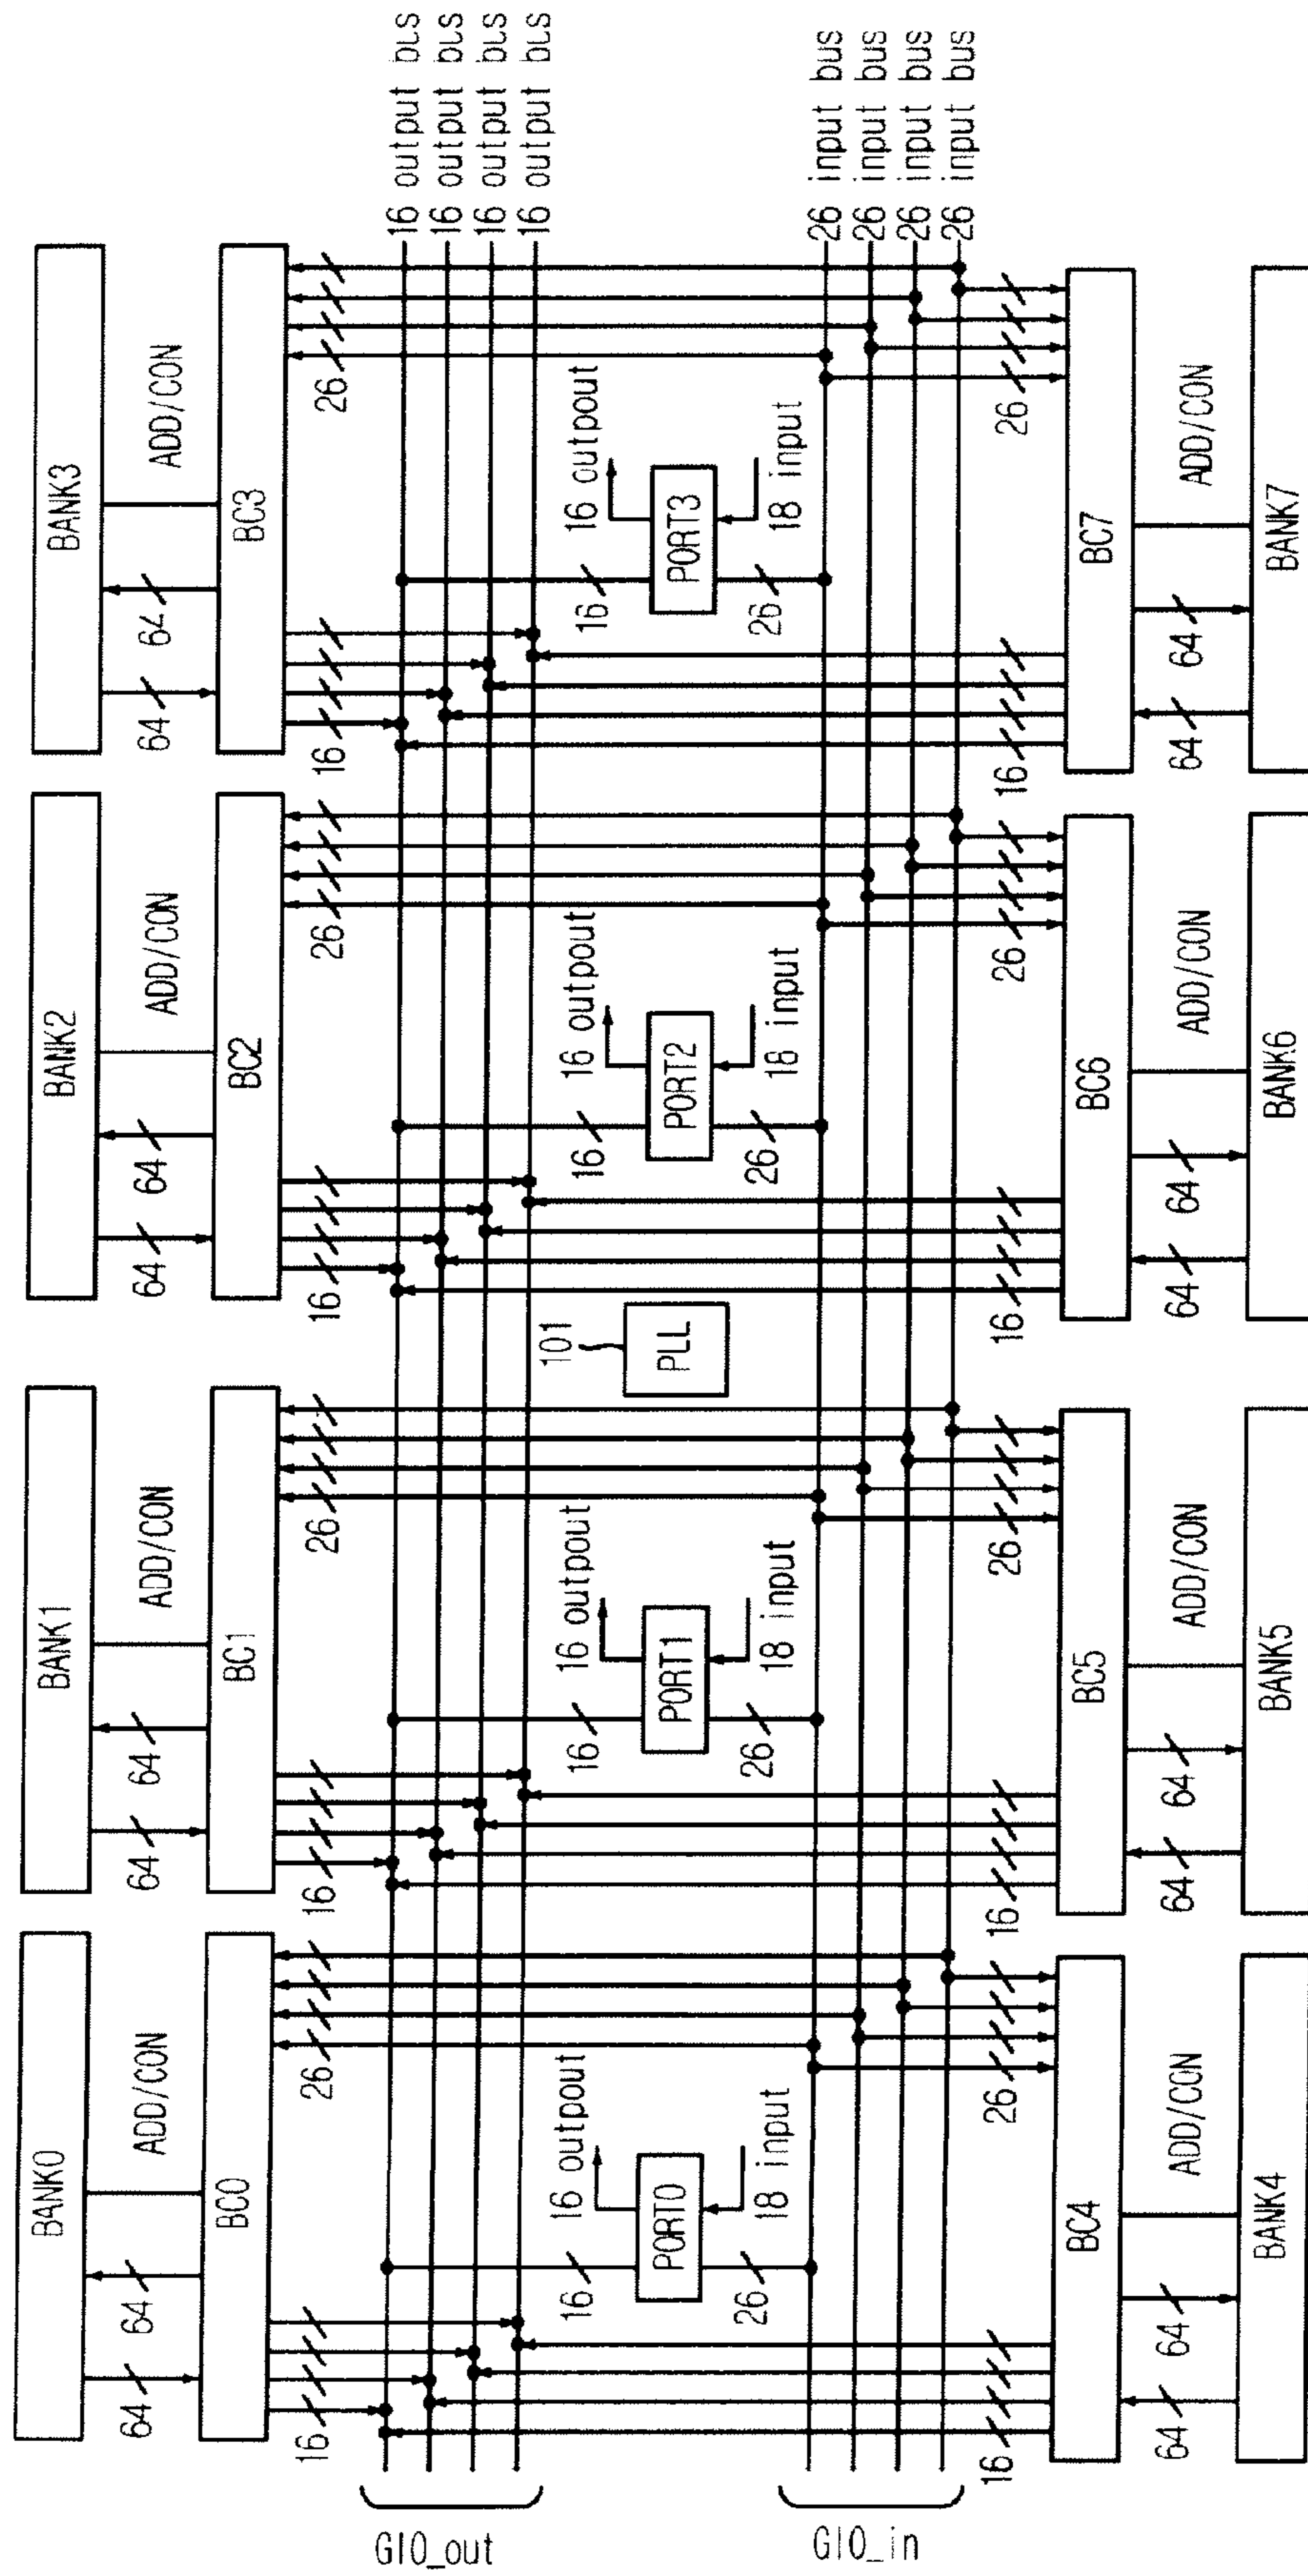 BANK0 BANK1 BANK2 BANK3
64 64 ADD/CON 64 64 ADD/CON 64 64 ADD/CON 64 64 ADD/CON
BC0 BC1 BC2 BC3
16 26 16 26 16 26 16 26
GIO_out
16 output bus
16 output bus
16 output bus
16 output bus
101
16 16 outpout 16 16 outpout 16 16 outpout 16 16 outpout
PORT0 PORT1 PLL PORT2 PORT3
26 18 input 26 18 input 26 18 input 26 18 input
GIO_in
26 input bus
26 input bus
26 input bus
26 input bus
16 26 16 26 16 26 16 26
BC4 BC5 BC6 BC7
64 64 ADD/CON 64 64 ADD/CON 64 64 ADD/CON 64 64 ADD/CON
BANK4 BANK5 BANK6 BANK7